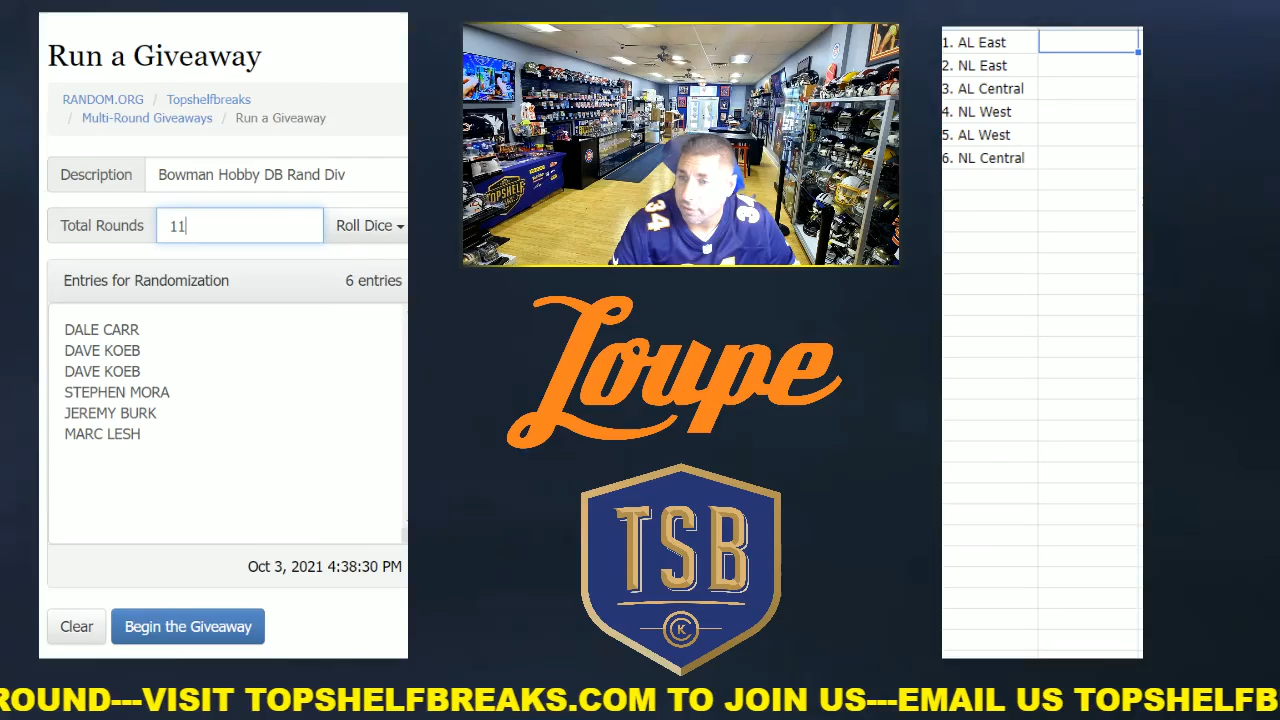 Run a Giveaway
RANDOM.ORG / Topshelfbreaks
/ Multi-Round Giveaways / Run a Giveaway
Description Bowman Hobby DB Rand Div
Total Rounds 11 Roll Dice
Entries for Randomization 6 entries
DALE CARR
DAVE KOEB
DAVE KOEB
STEPHEN MORA
JEREMY BURK
MARC LESH
Oct 3, 2021 4:38:30 PM
Clear Begin the Giveaway
TOPSHELF
34
Loupe
TSB
K
1. AL East
2. NL East
3. AL Central
4. NL West
5. AL West
6. NL Central
ROUND---VISIT TOPSHELFBREAKS.COM TO JOIN US---EMAIL US TOPSHELFB